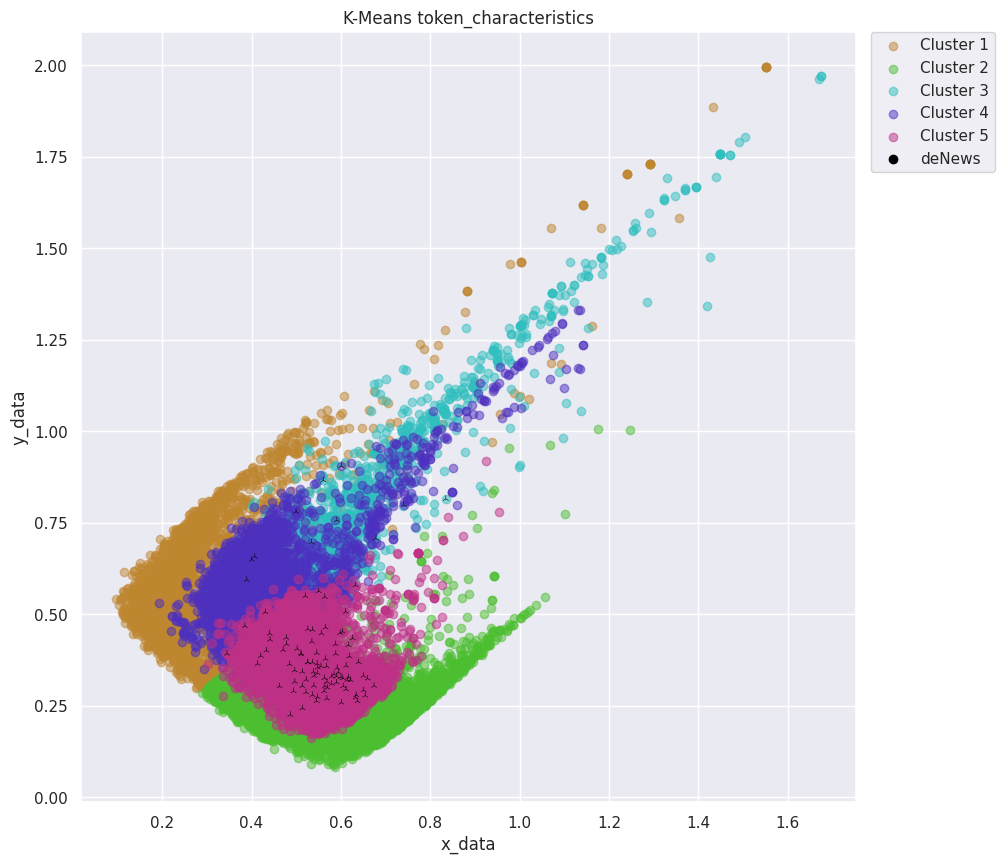 K-Means token_characteristics
Cluster 1
Cluster 2
Cluster 3
Cluster 4
Cluster 5
deNews
2.00
1.75
1.50
1.25
1.00
0.75
0.50
0.25
0.00
y_data
0.2
0.4
0.6
0.8
1.0
1.2
1.4
1.6
x_data